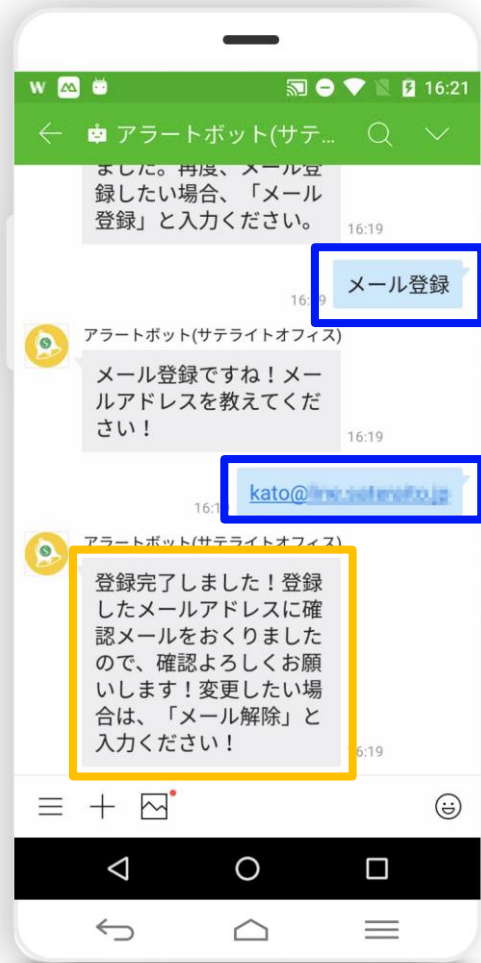 16:21
アラートボット(サテ...
ました。再度、メール登
録したい場合、「メール
登録」と入力ください。
16:19
メール登録
アラートボット(サテライトオフィス)
メール登録ですね！メー
ルアドレスを教えてくだ
さい！
16:19
kato@
アラートボット(サテライトオフィス)
登録完了しました！登録
したメールアドレスに確
認メールをおくりました
ので、確認よろしくお願
いします！変更したい場
合は、「メール解除」と
入力ください！